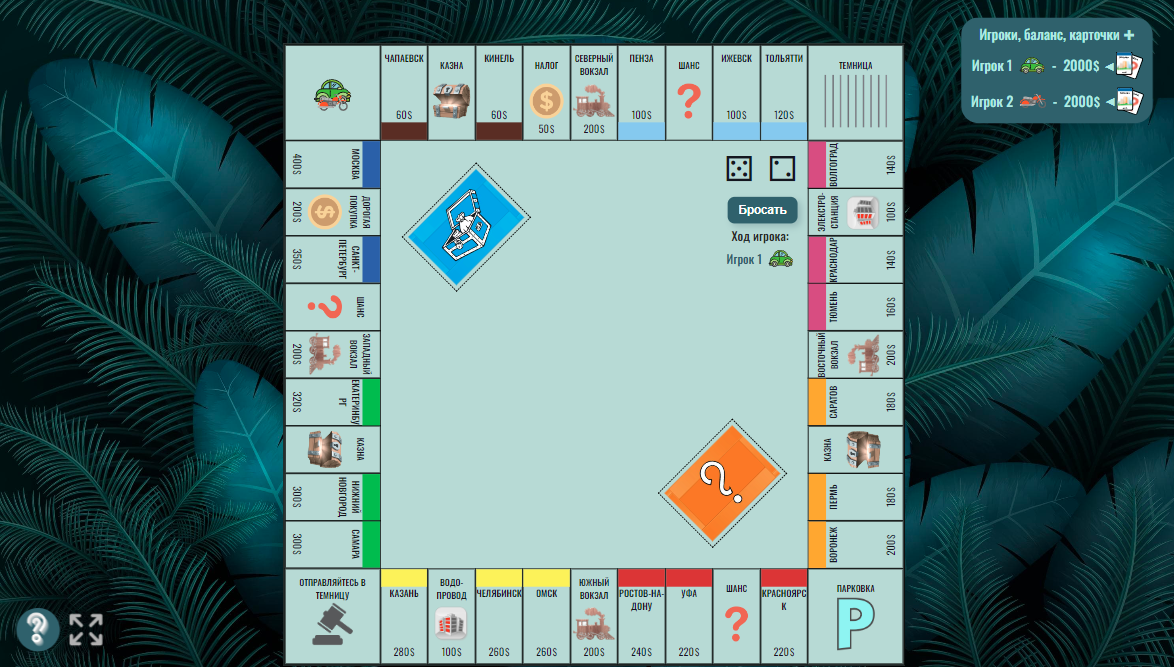 Игроки, баланс, карточки +
Игрок 1 - 2000$
Игрок 2 - 2000$
ЧАПАЕВСК
60$
КАЗНА
КИНЕЛЬ
60$
НАЛОГ
50$
СЕВЕРНЫЙ
ВОКЗАЛ
200$
ПЕНЗА
100$
ШАНС
?
ИЖЕВСК
100$
ТОЛЬЯТТИ
120$
ТЕМНИЦА
ВОЛГОГРАД
140$
ЭЛЕКСТРО-
СТАНЦИЯ
100$
КРАСНОДАР
140$
ТЮМЕНЬ
160$
ВОСТОЧНЫЙ
ВОКЗАЛ
200$
САРАТОВ
180$
КАЗНА
ПЕРМЬ
180$
ВОРОНЕЖ
200$
ПАРКОВКА
P
КРАСНОЯРС
К
220$
ШАНС
?
УФА
220$
РОСТОВ-НА-
ДОНУ
240$
ЮЖНЫЙ
ВОКЗАЛ
200$
ОМСК
260$
ЧЕЛЯБИНСК
260$
ВОДО-
ПРОВОД
100$
КАЗАНЬ
280$
ОТПРАВЛЯЙТЕСЬ В
ТЕМНИЦУ
САМАРА
300$
НИЖНИЙ
НОВГОРОД
300$
КАЗНА
ЕКАТЕРИНБУ
РГ
320$
ЗАПАДНЫЙ
ВОКЗАЛ
200$
ШАНС
?
САНКТ-
ПЕТЕРБУРГ
350$
ДОРОГАЯ
ПОКУПКА
200$
МОСКВА
400$
Бросать
Ход игрока:
Игрок 1
?
?